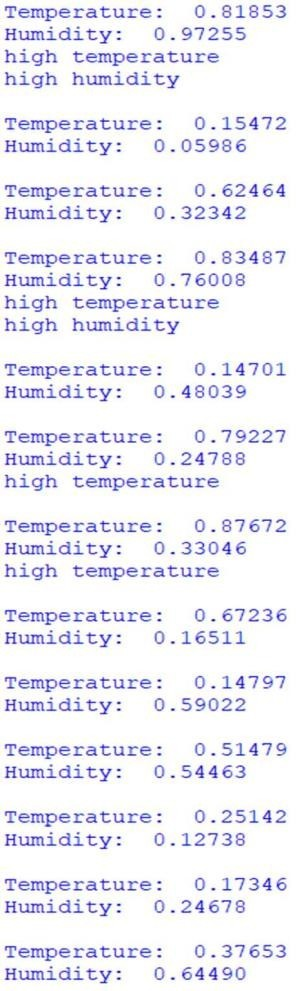 Temperature:  0.81853
Humidity:  0.97255
high temperature
high humidity

Temperature:  0.15472
Humidity:  0.05986

Temperature:  0.62464
Humidity:  0.32342

Temperature:  0.83487
Humidity:  0.76008
high temperature
high humidity

Temperature:  0.14701
Humidity:  0.48039

Temperature:  0.79227
Humidity:  0.24788
high temperature

Temperature:  0.87672
Humidity:  0.33046
high temperature

Temperature:  0.67236
Humidity:  0.16511

Temperature:  0.14797
Humidity:  0.59022

Temperature:  0.51479
Humidity:  0.54463

Temperature:  0.25142
Humidity:  0.12738

Temperature:  0.17346
Humidity:  0.24678

Temperature:  0.37653
Humidity:  0.64490